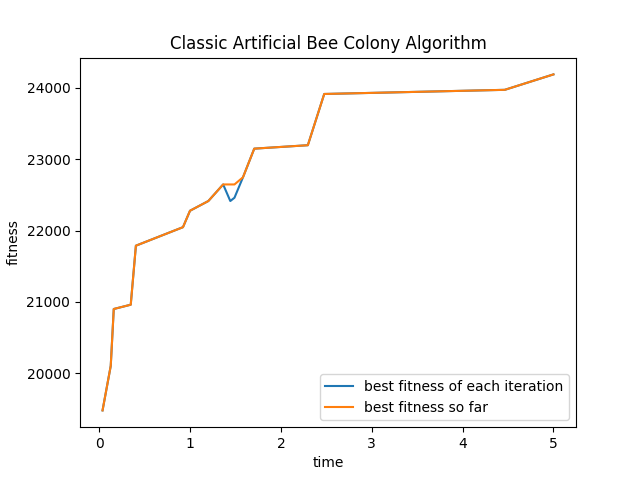 Classic Artificial Bee Colony Algorithm
24000
23000
22000
21000
20000
fitness
0 1 2 3 4 5
time
best fitness of each iteration
best fitness so far